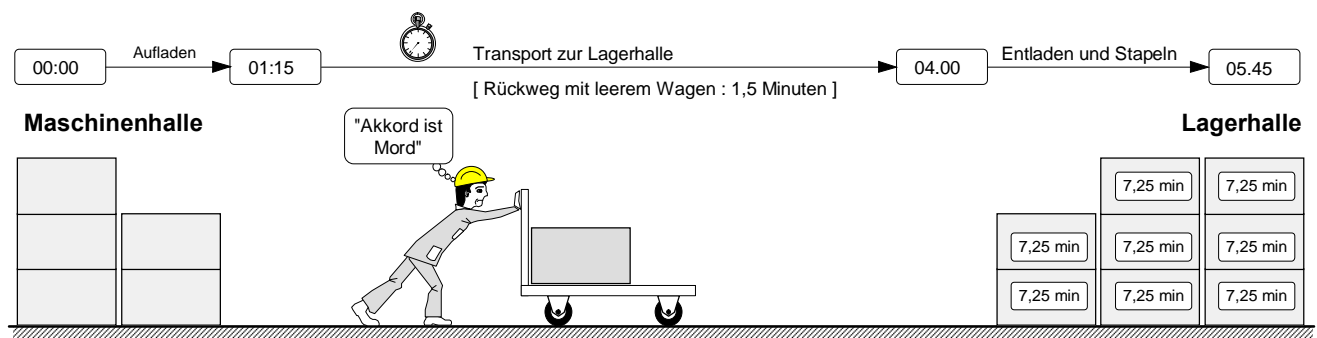 00:00
Aufladen
01:15
Transport zur Lagerhalle
[ Rückweg mit leerem Wagen : 1,5 Minuten ]
04.00
Entladen und Stapeln
05.45
Maschinenhalle
"Akkord ist
Mord"
Lagerhalle
7,25 min
7,25 min
7,25 min
7,25 min
7,25 min
7,25 min
7,25 min
7,25 min